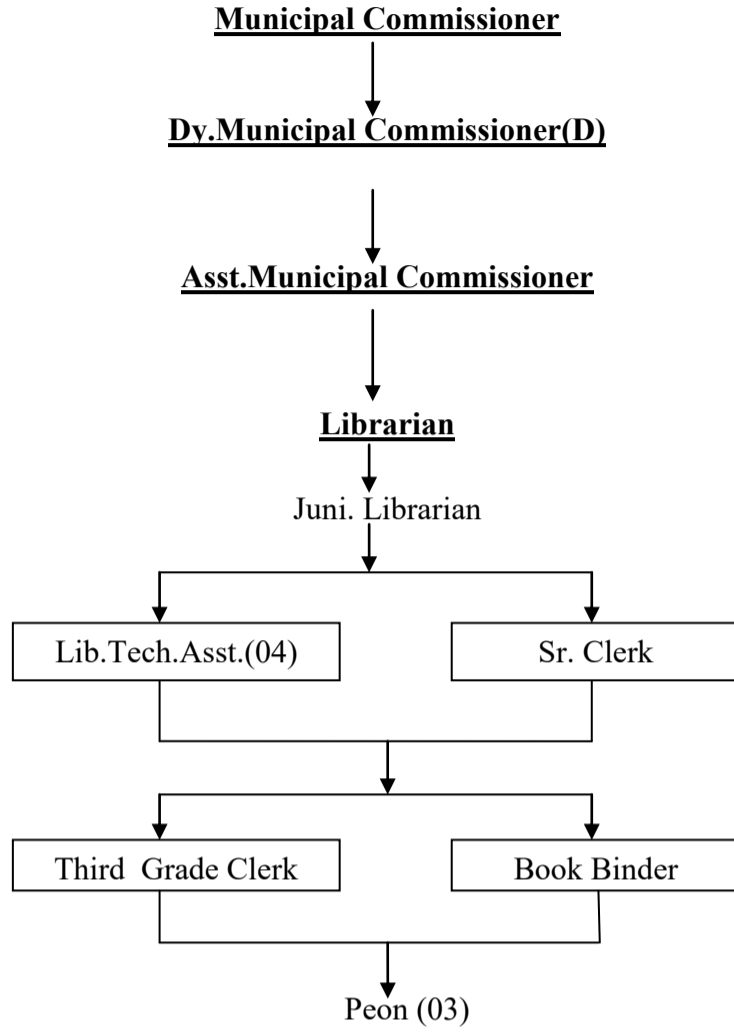 Municipal Commissioner
Dy.Municipal Commissioner(D)
Asst.Municipal Commissioner
Librarian
Juni. Librarian
Lib.Tech.Asst.(04)
Sr. Clerk
Third Grade Clerk
Book Binder
Peon (03)